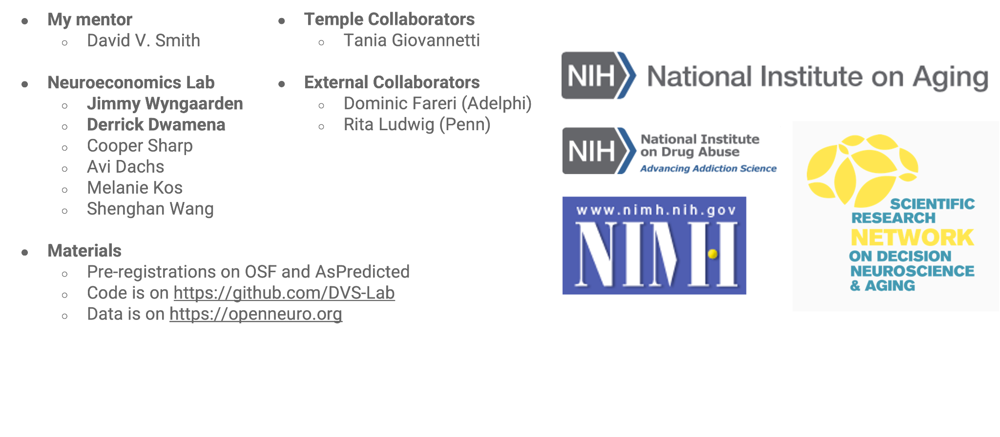 My mentor
David V. Smith
Neuroeconomics Lab
Jimmy Wyngaarden
Derrick Dwamena
Cooper Sharp
Avi Dachs
Melanie Kos
Shenghan Wang
Materials
Pre-registrations on OSF and AsPredicted
Code is on https://github.com/DVS-Lab
Data is on https://openneuro.org
Temple Collaborators
Tania Giovannetti
External Collaborators
Dominic Fareri (Adelphi)
Rita Ludwig (Penn)
NIH National Institute on Aging
NIH National Institute
on Drug Abuse
Advancing Addiction Science
www.nimh.nih.gov
NIMH
SCIENTIFIC
RESEARCH
NETWORK
ON DECISION
NEUROSCIENCE
& AGING